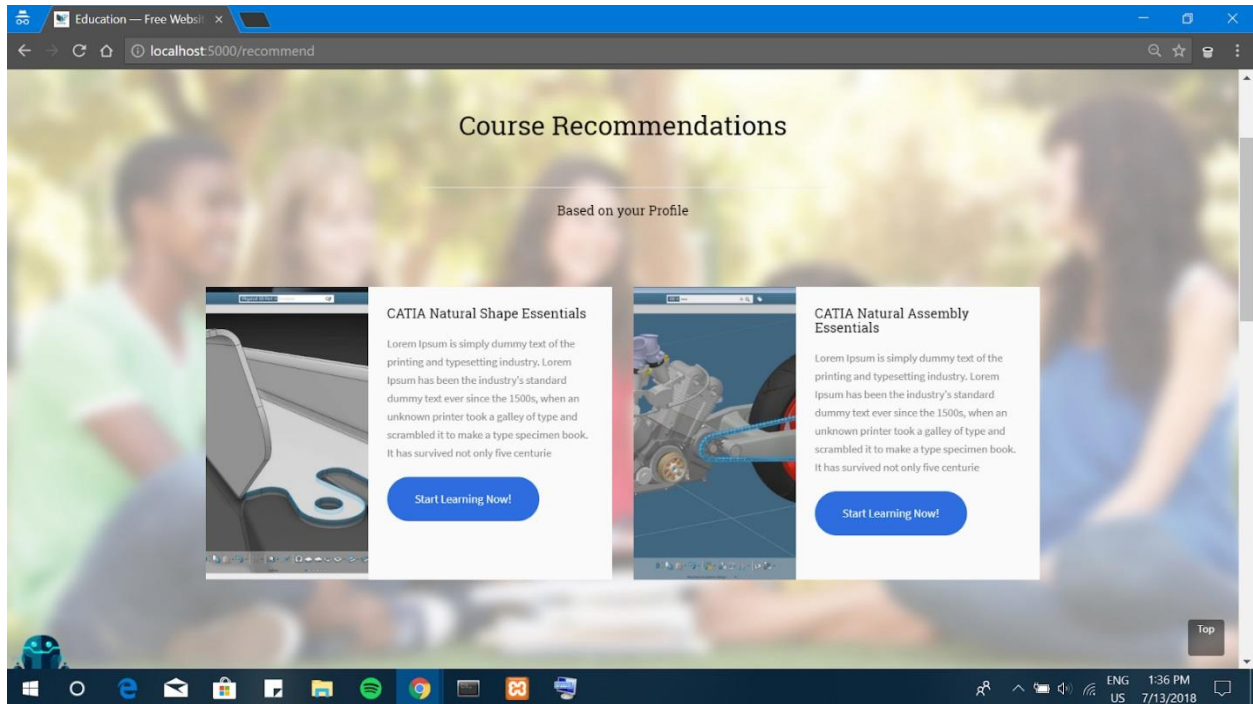 Education — Free Websit
localhost:5000/recommend
Course Recommendations
Based on your Profile
CATIA Natural Shape Essentials
Lorem Ipsum is simply dummy text of the
printing and typesetting industry. Lorem
Ipsum has been the industry's standard
dummy text ever since the 1500s, when an
unknown printer took a galley of type and
scrambled it to make a type specimen book.
It has survived not only five centurie
Start Learning Now!
CATIA Natural Assembly
Essentials
Lorem Ipsum is simply dummy text of the
printing and typesetting industry. Lorem
Ipsum has been the industry's standard
dummy text ever since the 1500s, when an
unknown printer took a galley of type and
scrambled it to make a type specimen book.
It has survived not only five centurie
Start Learning Now!
Top
ENG
US
1:36 PM
7/13/2018